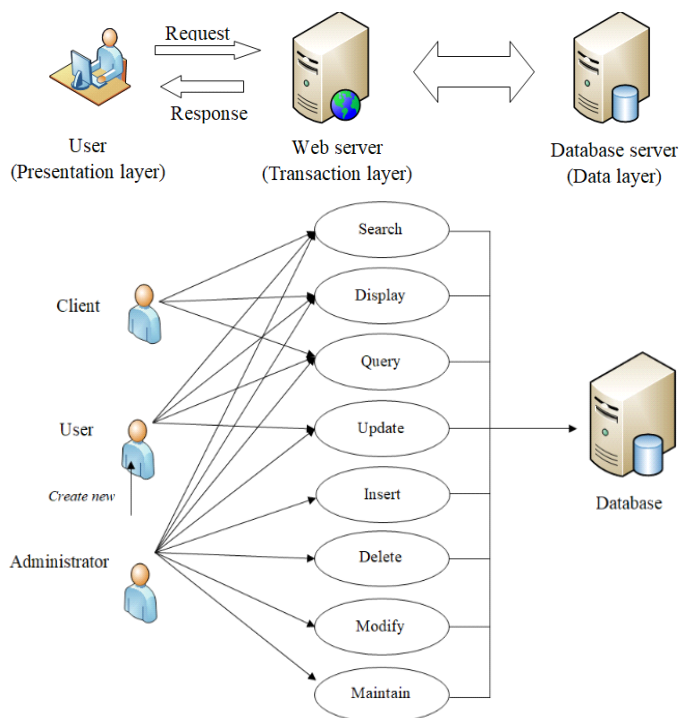 Request
Response
User
(Presentation layer)
Web server
(Transaction layer)
Database server
(Data layer)
Search
Display
Client
Query
User
Update
Create new
Insert
Database
Administrator
Delete
Modify
Maintain